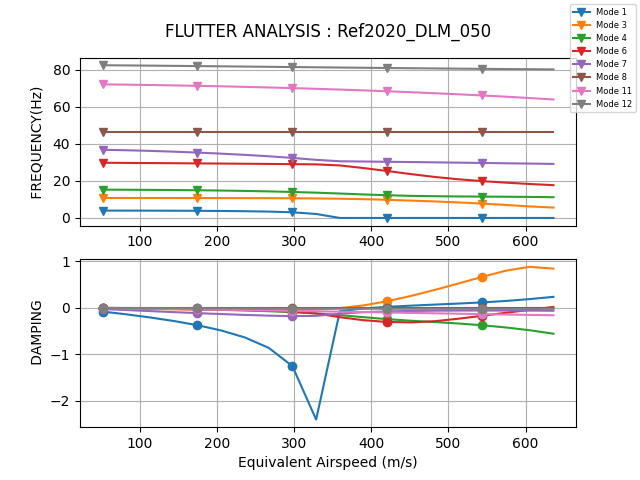 FLUTTER ANALYSIS : Ref2020_DLM_050
Mode 1
Mode 3
Mode 4
Mode 6
Mode 7
Mode 8
Mode 11
Mode 12
FREQUENCY(Hz)
80
60
40
20
0
100 200 300 400 500 600
DAMPING
1
0
−1
−2
100 200 300 400 500 600
Equivalent Airspeed (m/s)